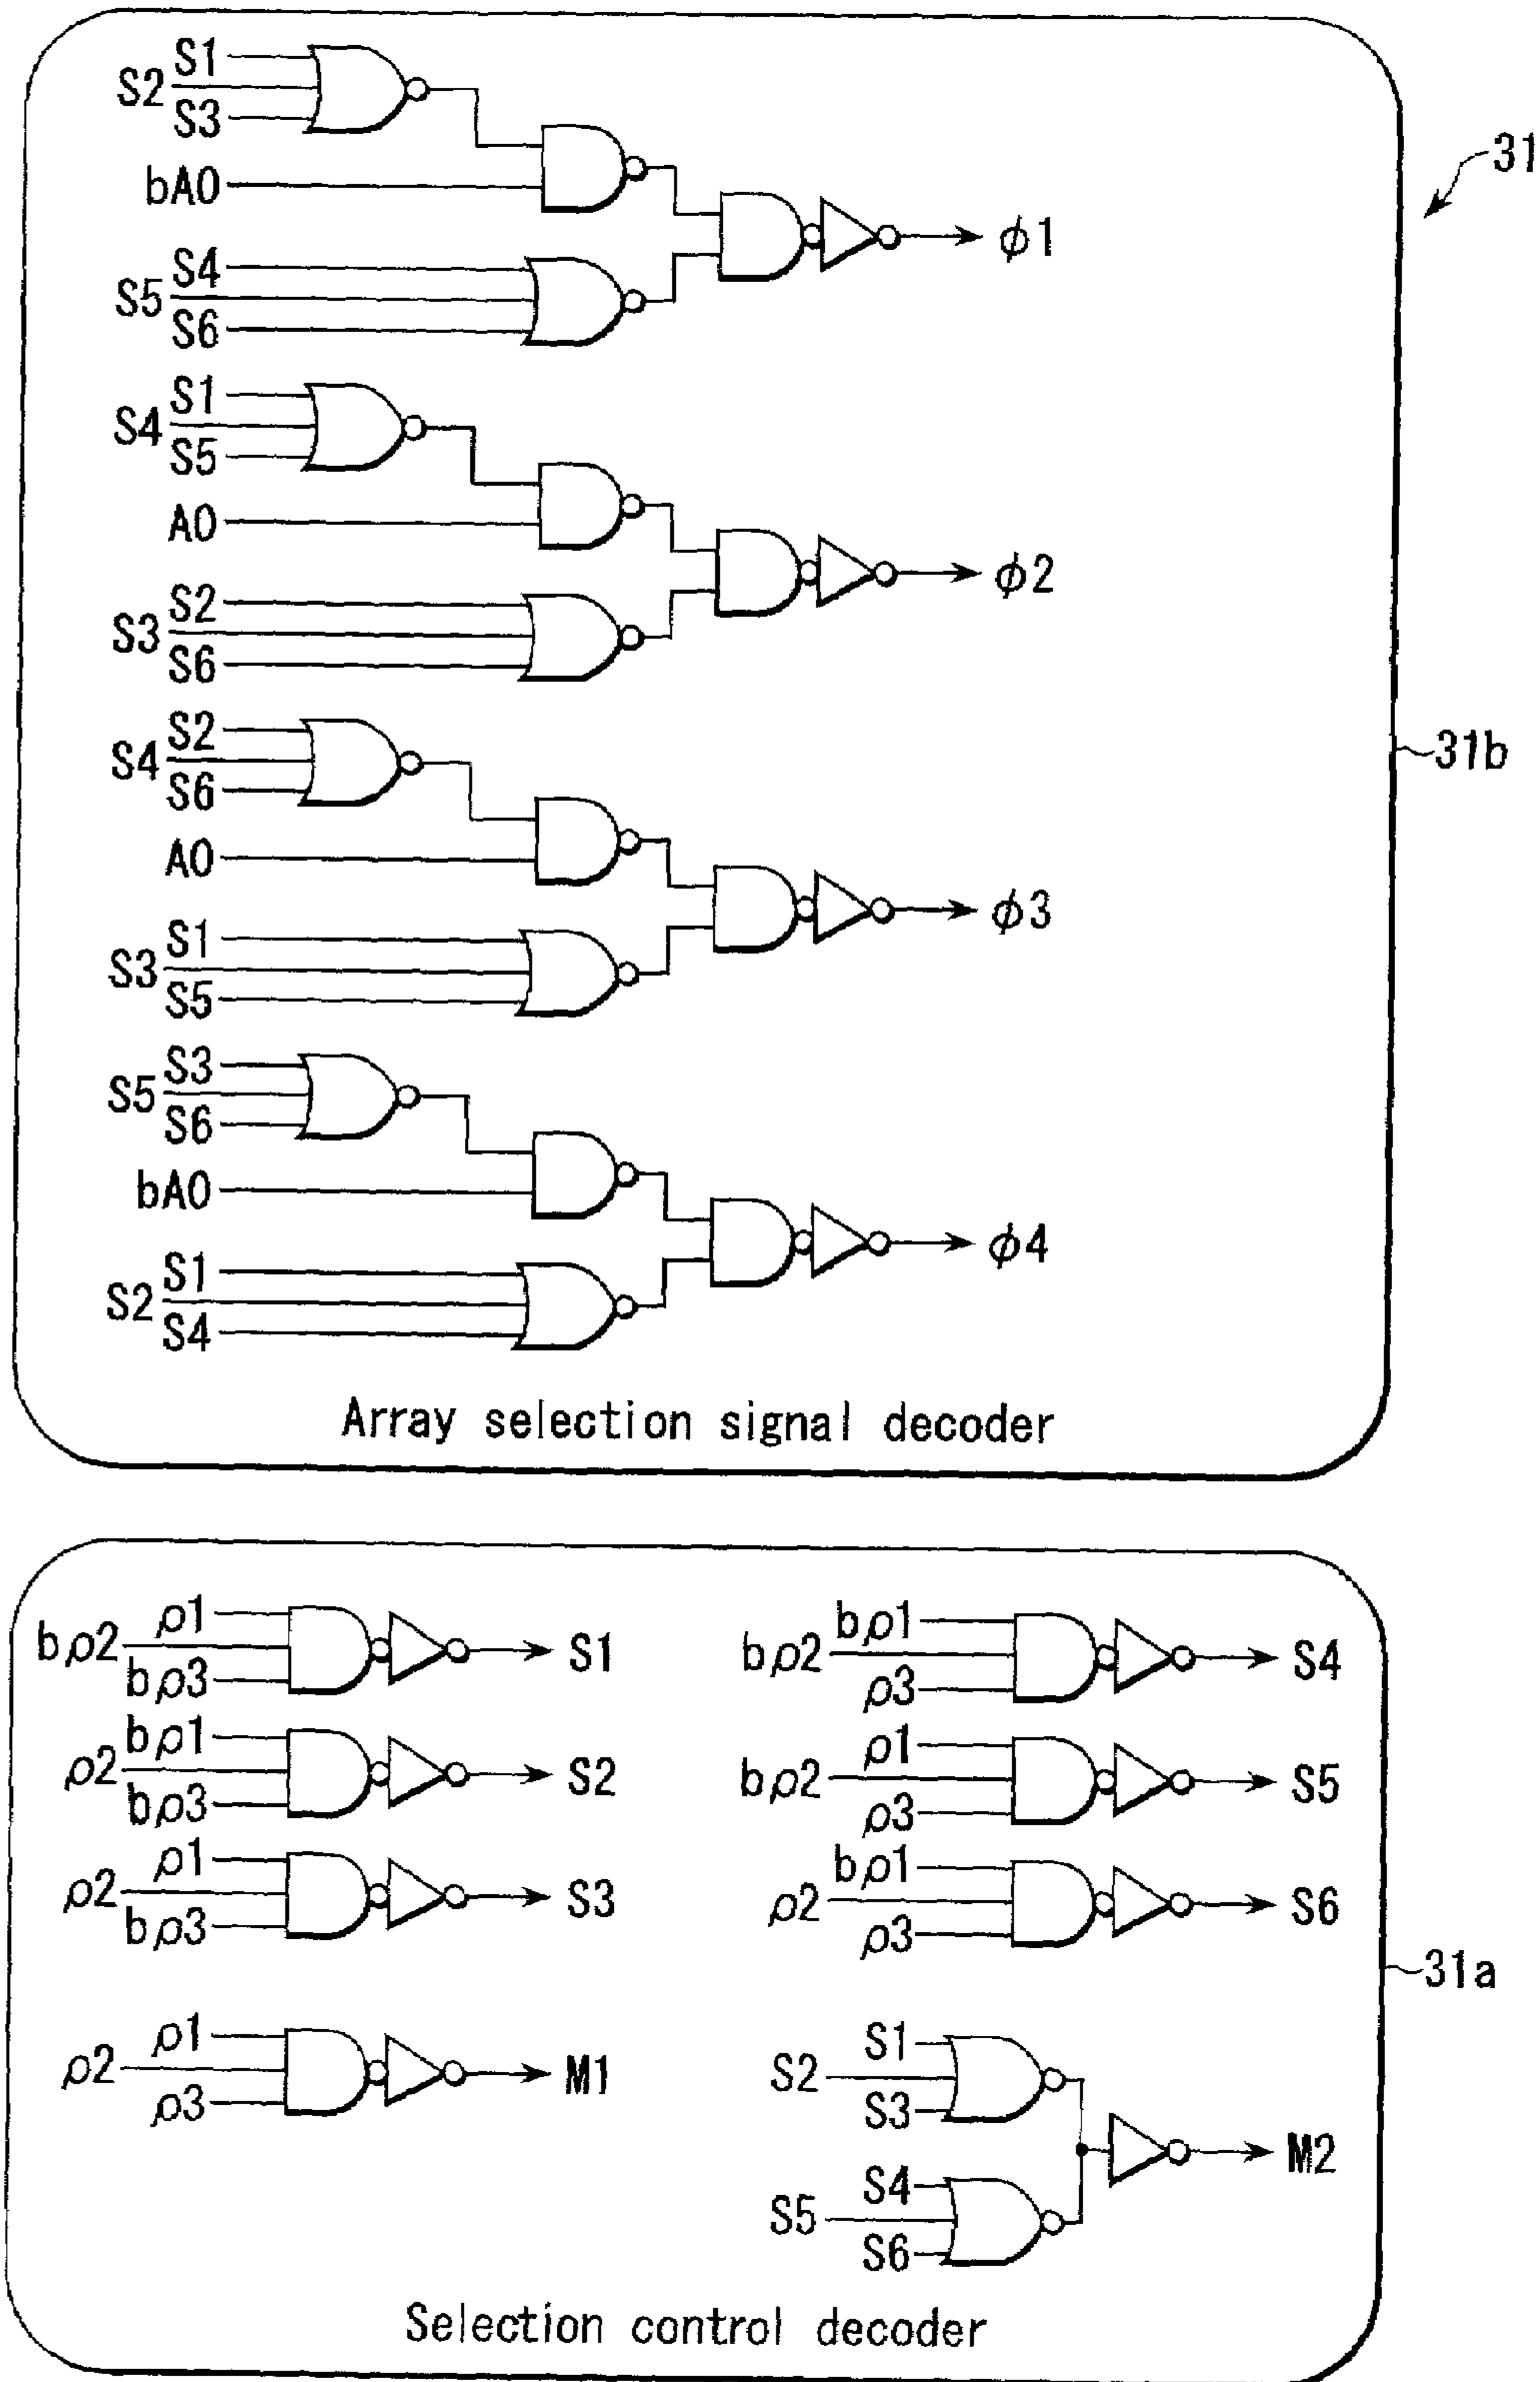 S1
S2
S3
bA0
S4
S5
S6
φ1
31
S1
S4
S5
A0
S2
S3
S6
φ2
S2
S4
S6
A0
S1
S3
S5
φ3
31b
S3
S5
S6
bA0
S1
S2
S4
φ4
Array selection signal decoder
ρ1
bρ2
bρ3
S1
bρ1
ρ2
bρ3
S2
ρ1
ρ2
bρ3
S3
ρ1
ρ2
ρ3
M1
bρ1
bρ2
ρ3
S4
ρ1
bρ2
ρ3
S5
bρ1
ρ2
ρ3
S6
31a
S1
S2
S3
S4
S5
S6
M2
Selection control decoder